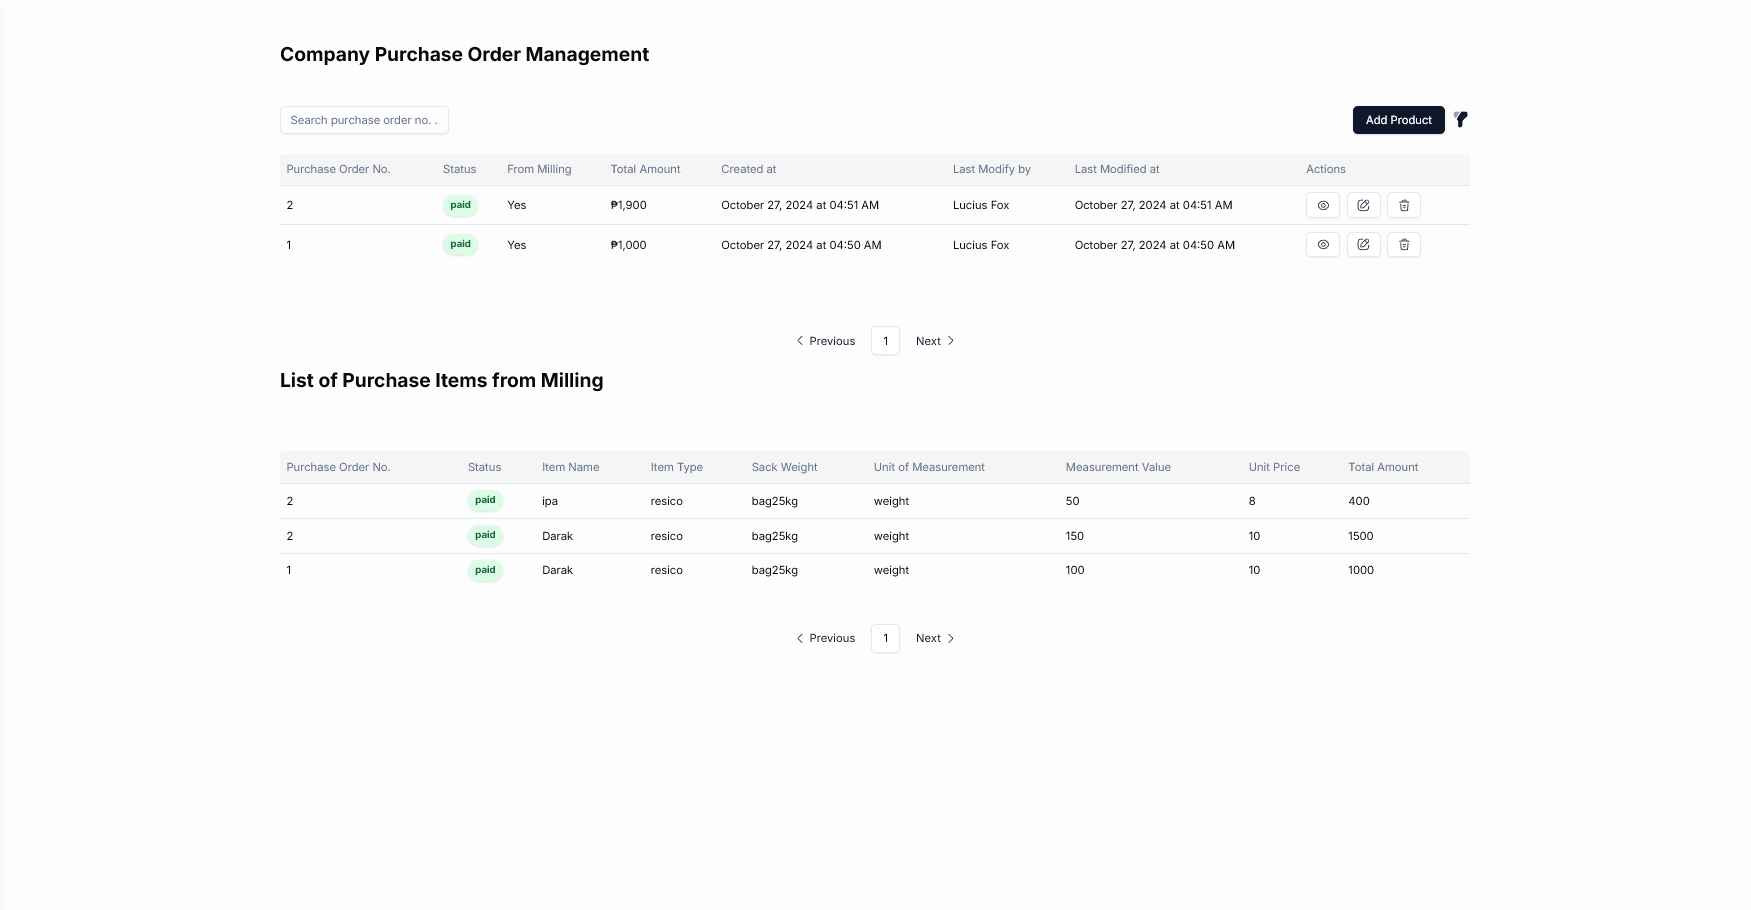 Company Purchase Order Management
Search purchase order no. ..
Add Product
Purchase Order No. Status From Milling Total Amount Created at Last Modify by Last Modified at Actions
2 paid Yes ₱1,900 October 27, 2024 at 04:51 AM Lucius Fox October 27, 2024 at 04:51 AM
1 paid Yes ₱1,000 October 27, 2024 at 04:50 AM Lucius Fox October 27, 2024 at 04:50 AM
Previous 1 Next
List of Purchase Items from Milling
Purchase Order No. Status Item Name Item Type Sack Weight Unit of Measurement Measurement Value Unit Price Total Amount
2 paid ipa resico bag25kg weight 50 8 400
2 paid Darak resico bag25kg weight 150 10 1500
1 paid Darak resico bag25kg weight 100 10 1000
Previous 1 Next